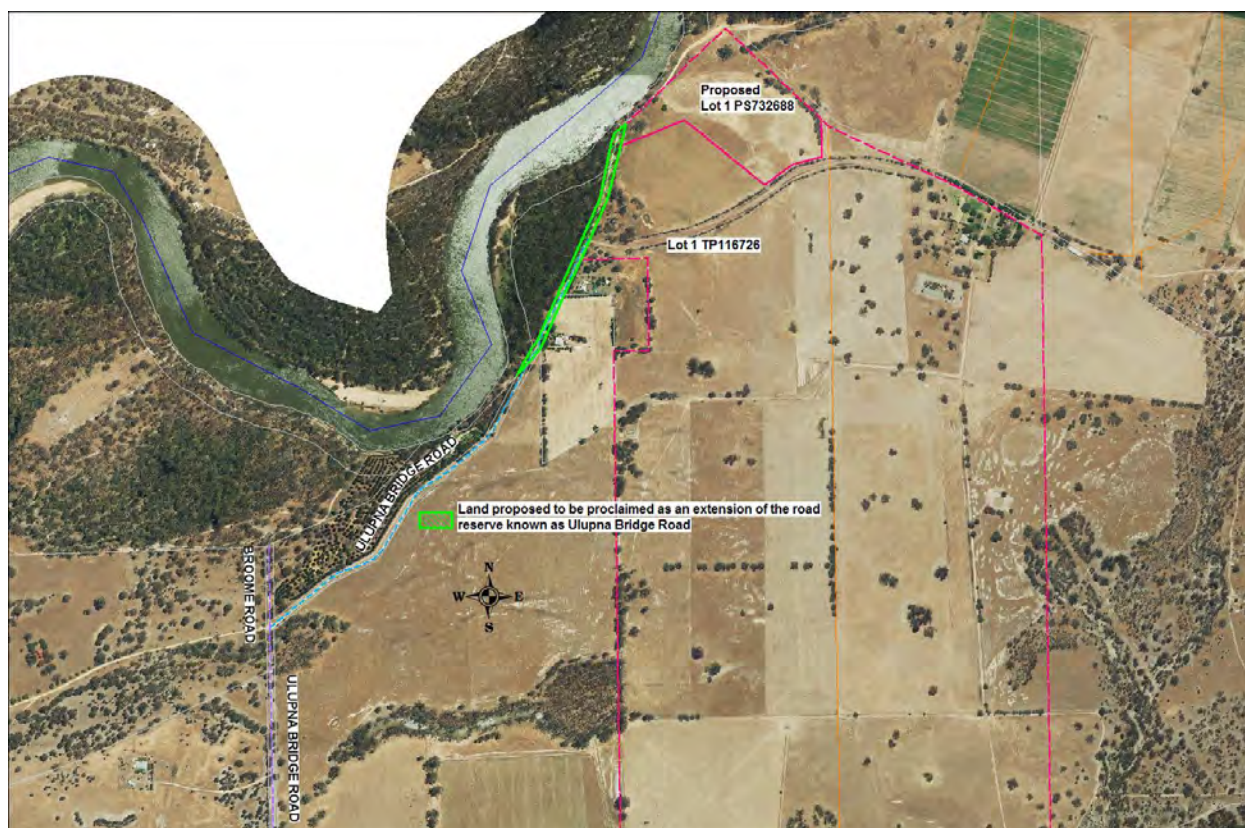 Proposed
Lot 1 PS732688
Lot 1 TP116726
ULUPNA BRIDGE ROAD
Land proposed to be proclaimed as an extension of the road
reserve known as Ulupna Bridge Road
BROOME ROAD
N
W E
S
ULUPNA BRIDGE ROAD